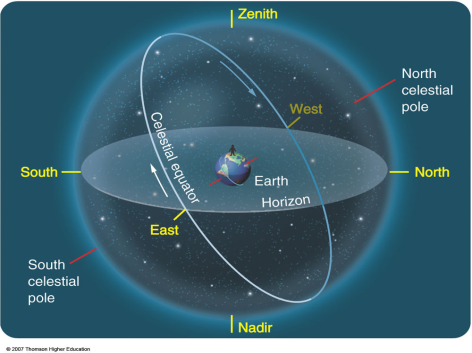 Zenith
North
celestial
pole
West
Celestial equator
South
Earth
North
Horizon
East
South
celestial
pole
Nadir
© 2007 Thomson Higher Education